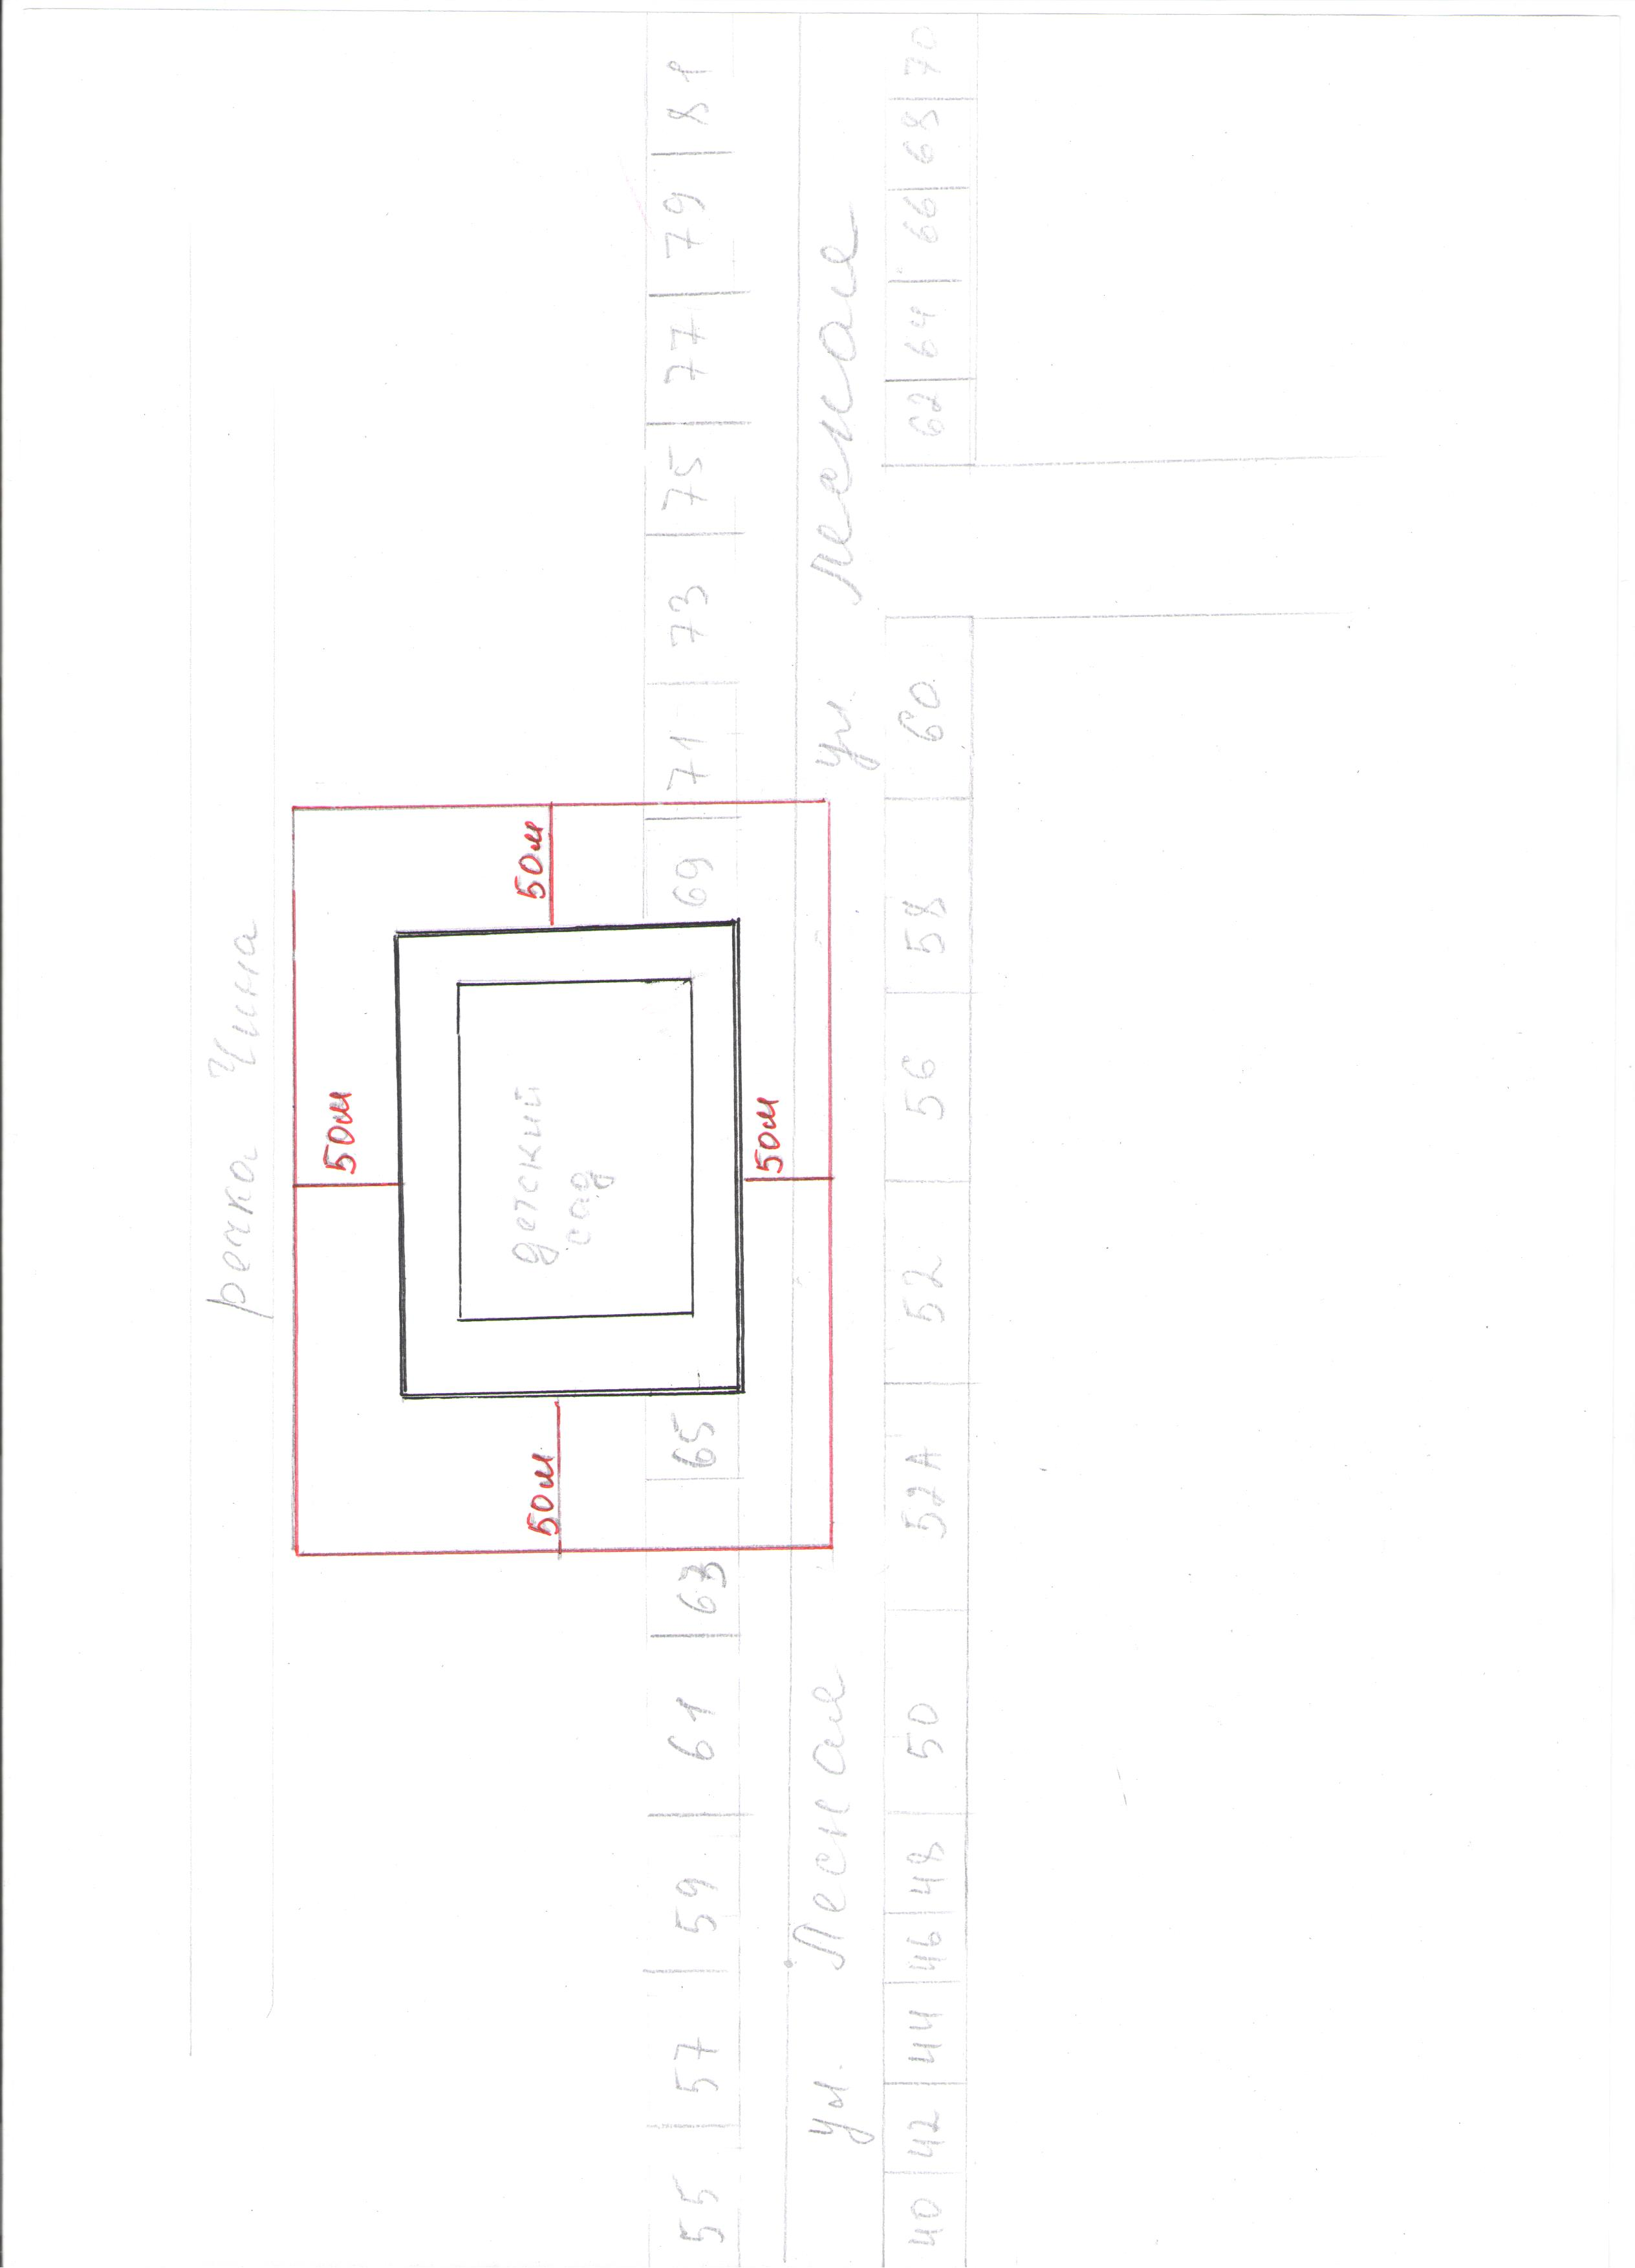 речка Чина
50м
50м
детский
сад
50м
50м
55 57 59 61 63 65 69 71 73 75 77 79 81
ул. Лесная ул. Лесная
40 42 44 46 48 50 52А 52 56 58 60 62 64 66 68 70